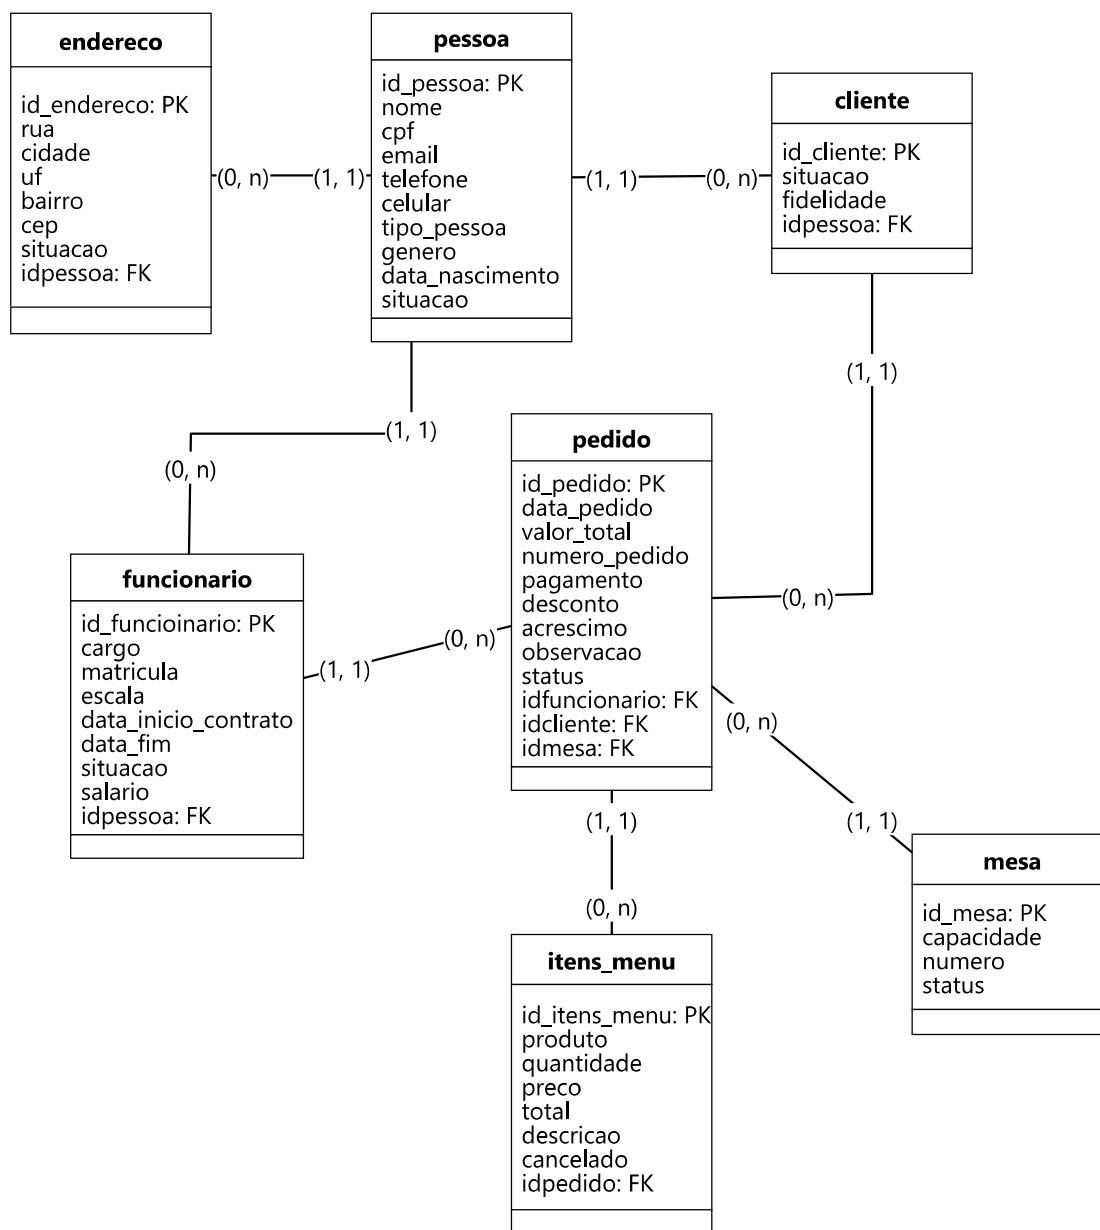 endereco
id_endereco: PK
rua
cidade
uf
bairro
cep
situacao
idpessoa: FK
(0, n)
(1, 1)
pessoa
id_pessoa: PK
nome
cpf
email
telefone
celular
tipo_pessoa
genero
data_nascimento
situacao
(1, 1)
(0, n)
cliente
id_cliente: PK
situacao
fidelidade
idpessoa: FK
(1, 1)
(1, 1)
(0, n)
pedido
id_pedido: PK
data_pedido
valor_total
numero_pedido
pagamento
desconto
acrescimo
observacao
status
idfuncionario: FK
idcliente: FK
idmesa: FK
(0, n)
funcionario
id_funcioinario: PK
cargo
matricula
escala
data_inicio_contrato
data_fim
situacao
salario
idpessoa: FK
(1, 1)
(0, n)
(0, n)
(1, 1)
(1, 1)
(0, n)
mesa
id_mesa: PK
capacidade
numero
status
itens_menu
id_itens_menu: PK
produto
quantidade
preco
total
descricao
cancelado
idpedido: FK